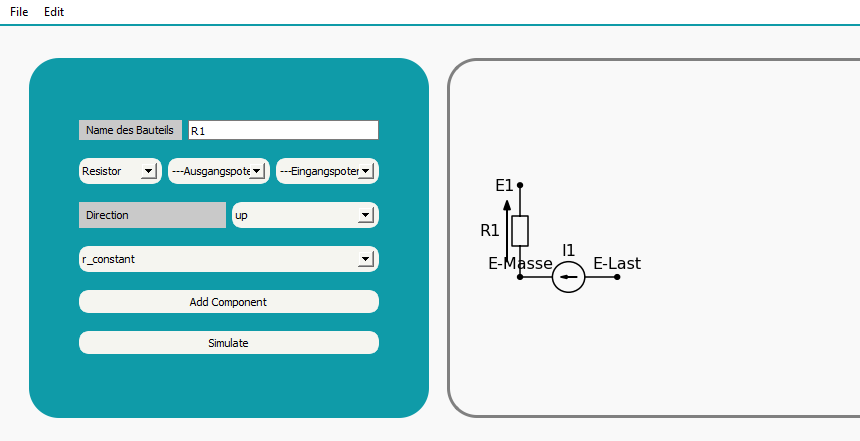 File Edit
Name des Bauteils R1
Resistor ---Ausgangspote ---Eingangspoter
Direction up
r_constant
Add Component
Simulate
E1
R1
I1
E-Masse E-Last